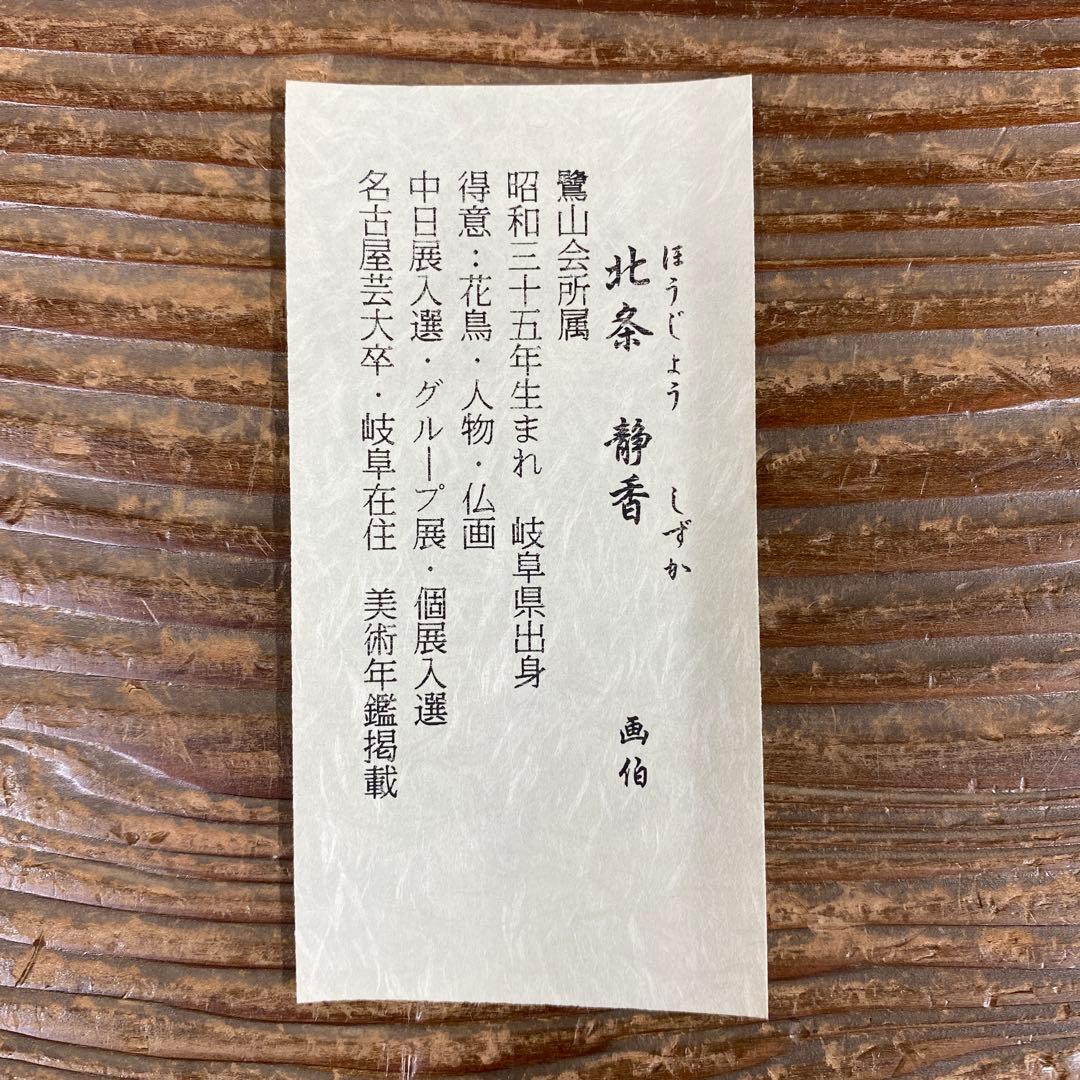 ほうじょう しずか
北条 静香 画伯
鷺山会所属
昭和三十五年生まれ 岐阜県出身
得意：花鳥・人物・仏画
中日展入選・グループ展・個展入選
名古屋芸大卒・岐阜在住 美術年鑑掲載